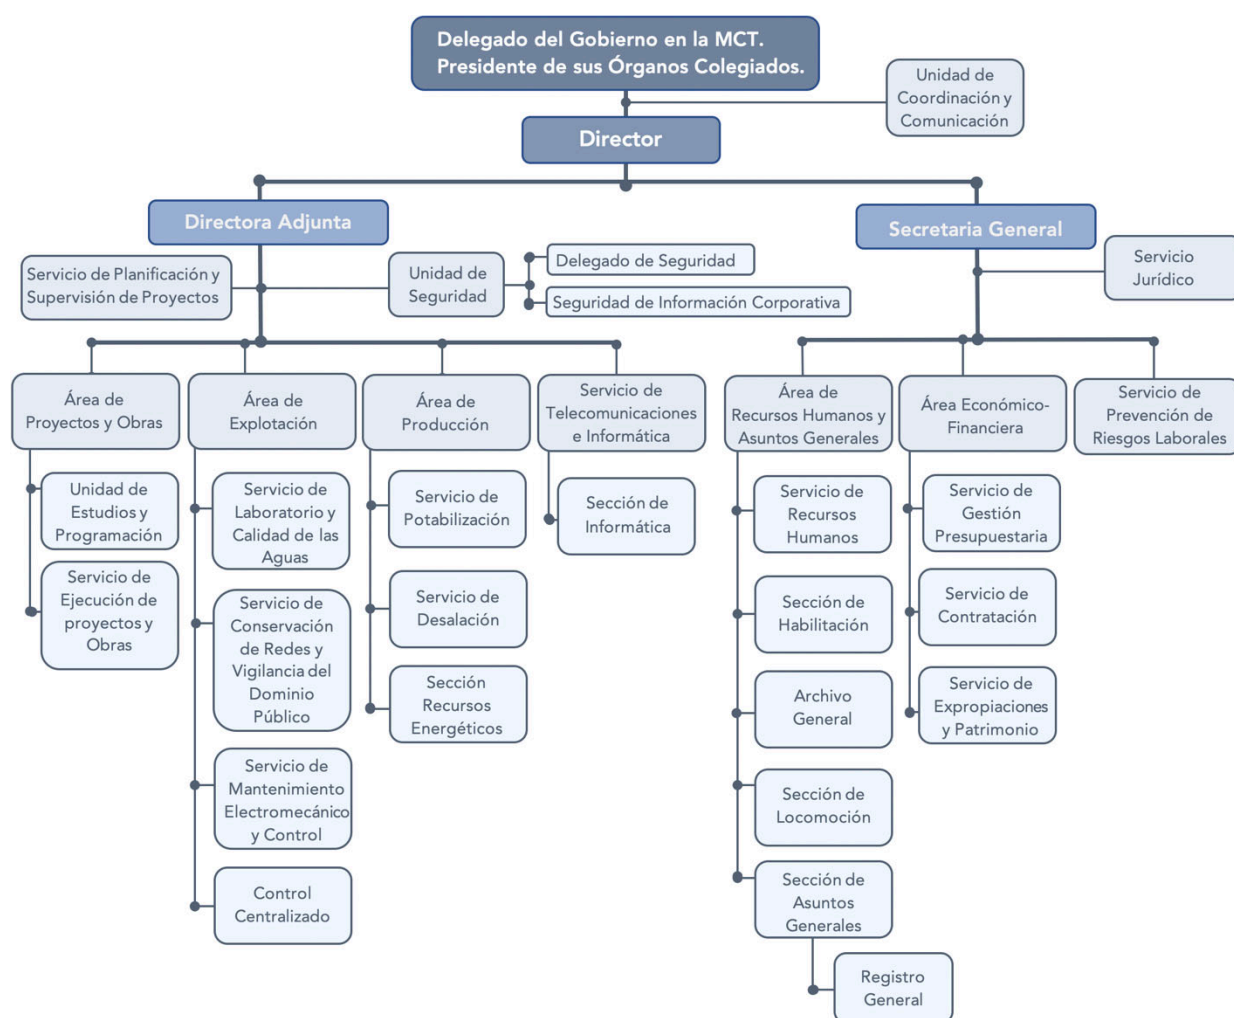 Delegado del Gobierno en la MCT.
Presidente de sus Órganos Colegiados.
Unidad de
Coordinación y
Comunicación
Director
Directora Adjunta
Secretaria General
Servicio de Planificación y
Supervisión de Proyectos
Unidad de
Seguridad
Delegado de Seguridad
Seguridad de Información Corporativa
Servicio
Jurídico
Área de
Proyectos y Obras
Área de
Explotación
Área de
Producción
Servicio de
Telecomunicaciones
e Informática
Área de
Recursos Humanos y
Asuntos Generales
Área Económico-
Financiera
Servicio de
Prevención de
Riesgos Laborales
Unidad de
Estudios y
Programación
Servicio de
Ejecución de
proyectos y
Obras
Servicio de
Laboratorio y
Calidad de las
Aguas
Servicio de
Conservación
de Redes y
Vigilancia del
Dominio
Público
Servicio de
Mantenimiento
Electromecánico
y Control
Control
Centralizado
Servicio de
Potabilización
Servicio de
Desalación
Sección
Recursos
Energéticos
Sección de
Informática
Servicio de
Recursos
Humanos
Sección de
Habilitación
Archivo
General
Sección de
Locomoción
Sección de
Asuntos
Generales
Registro
General
Servicio de
Gestión
Presupuestaria
Servicio de
Contratación
Servicio de
Expropiaciones
y Patrimonio